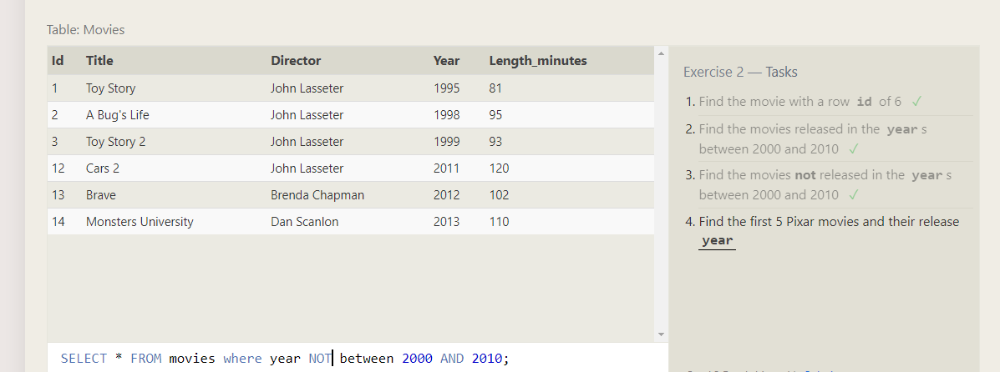 Table: Movies
Id Title Director Year Length_minutes
1 Toy Story John Lasseter 1995 81
2 A Bug's Life John Lasseter 1998 95
3 Toy Story 2 John Lasseter 1999 93
12 Cars 2 John Lasseter 2011 120
13 Brave Brenda Chapman 2012 102
14 Monsters University Dan Scanlon 2013 110
SELECT * FROM movies where year NOT between 2000 AND 2010;
Exercise 2 — Tasks
1. Find the movie with a row id of 6 ✓
2. Find the movies released in the year s
between 2000 and 2010 ✓
3. Find the movies not released in the year s
between 2000 and 2010 ✓
4. Find the first 5 Pixar movies and their release
year